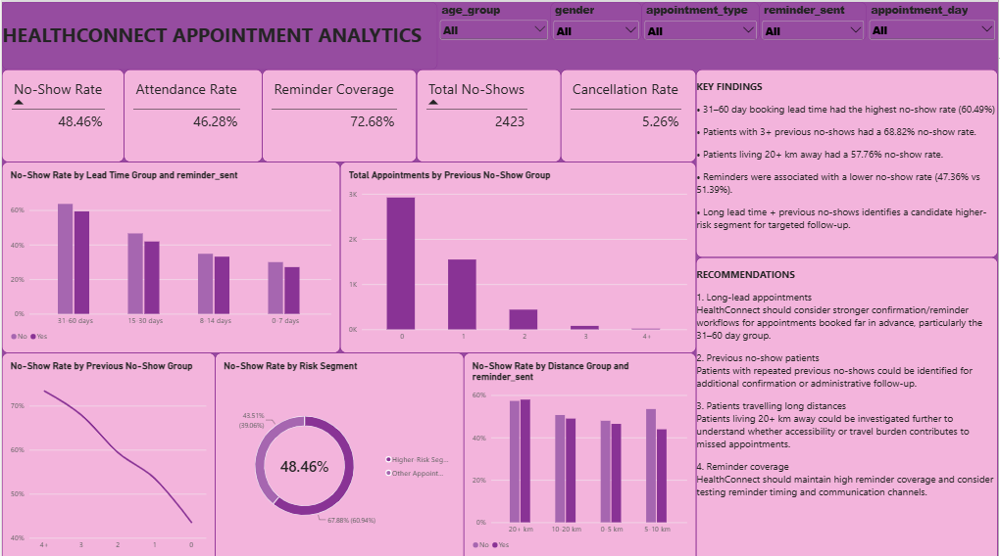 HEALTHCONNECT APPOINTMENT ANALYTICS
age_group
All
gender
All
appointment_type
All
reminder_sent
All
appointment_day
All
No-Show Rate
48.46%
Attendance Rate
46.28%
Reminder Coverage
72.68%
Total No-Shows
2423
Cancellation Rate
5.26%
KEY FINDINGS
• 31–60 day booking lead time had the highest no-show rate (60.49%)
• Patients with 3+ previous no-shows had a 68.82% no-show rate.
• Patients living 20+ km away had a 57.76% no-show rate.
• Reminders were associated with a lower no-show rate (47.36% vs
51.39%).
• Long lead time + previous no-shows identifies a candidate higher-
risk segment for targeted follow-up.
No-Show Rate by Lead Time Group and reminder_sent
60%
40%
20%
0%
31-60 days
15-30 days
8-14 days
0-7 days
No
Yes
Total Appointments by Previous No-Show Group
3K
2K
1K
0K
0
1
2
3
4+
RECOMMENDATIONS
1. Long-lead appointments
HealthConnect should consider stronger confirmation/reminder
workflows for appointments booked far in advance, particularly the
31–60 day group.
2. Previous no-show patients
Patients with repeated previous no-shows could be identified for
additional confirmation or administrative follow-up.
3. Patients travelling long distances
Patients living 20+ km away could be investigated further to
understand whether accessibility or travel burden contributes to
missed appointments.
4. Reminder coverage
HealthConnect should maintain high reminder coverage and consider
testing reminder timing and communication channels.
No-Show Rate by Previous No-Show Group
70%
60%
50%
40%
4+
3
2
1
0
No-Show Rate by Risk Segment
43.51%
(39.06%)
48.46%
67.88% (60.94%)
Higher-Risk Seg...
Other Appoint...
No-Show Rate by Distance Group and
reminder_sent
60%
40%
20%
0%
20+ km
10-20 km
0-5 km
5-10 km
No
Yes